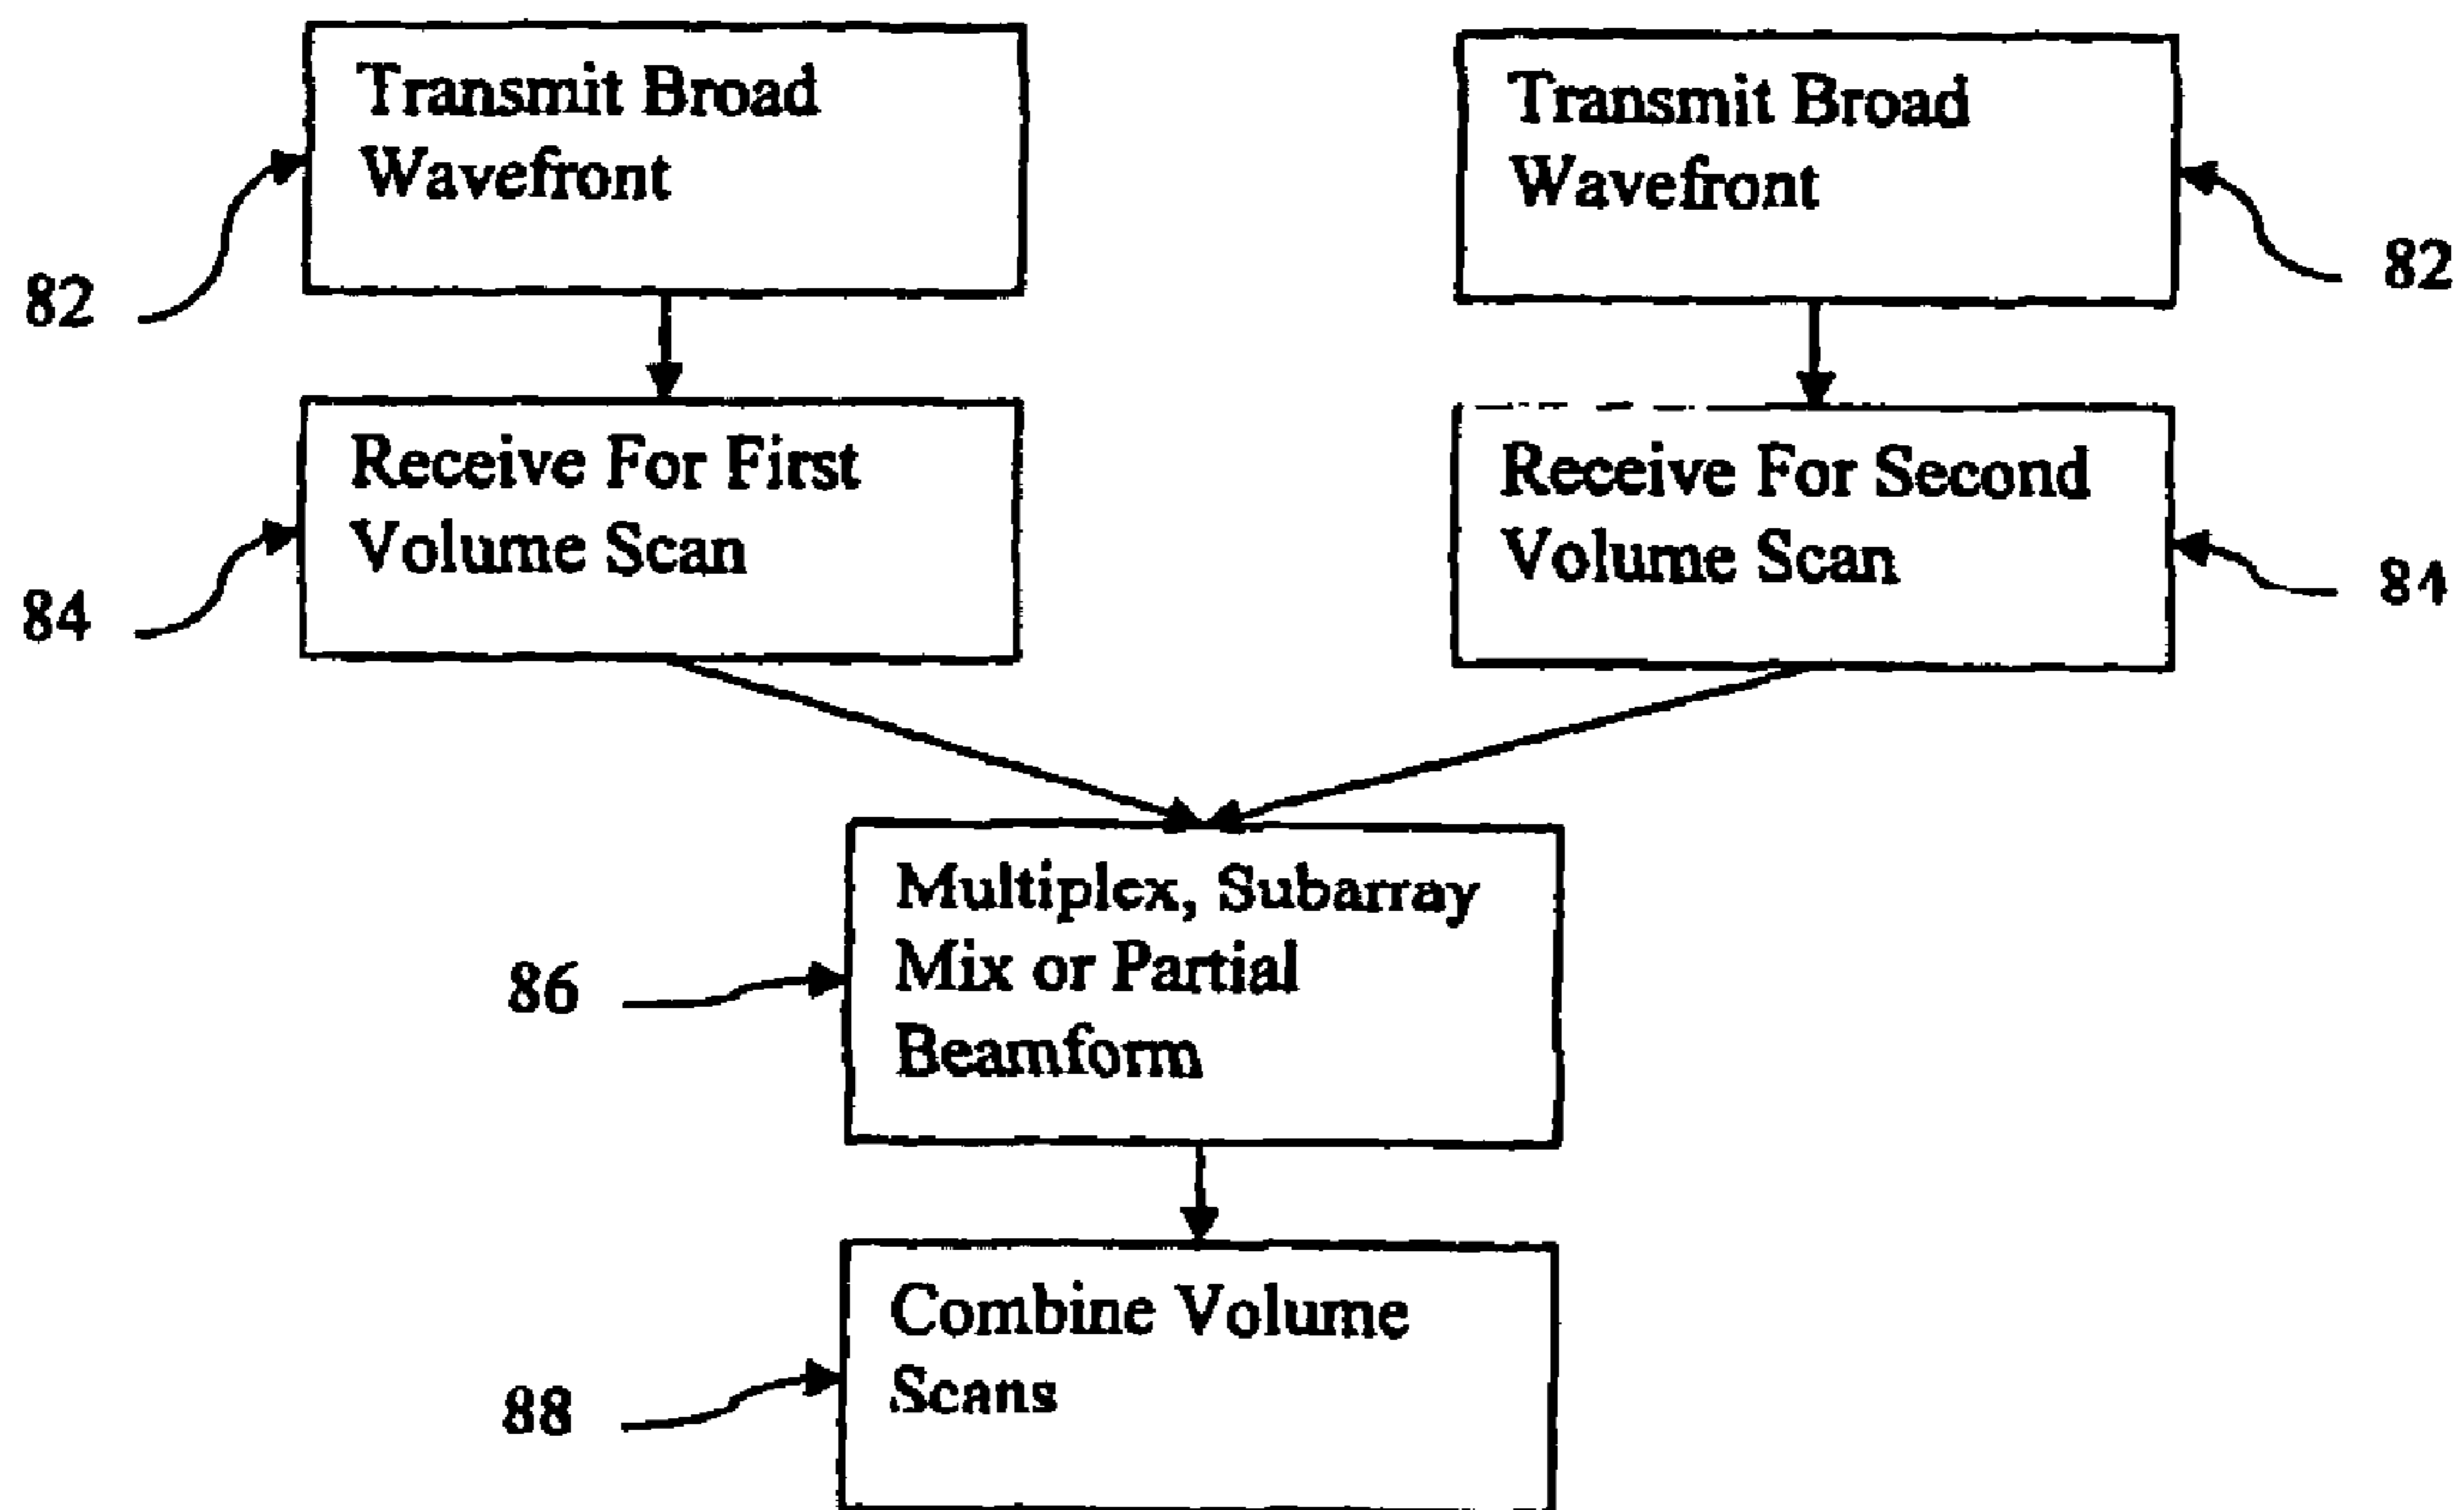 Transmit Broad
Wavefront
82
Transmit Broad
Wavefront
82
Receive For First
Volume Scan
84
Receive For Second
Volume Scan
84
Multiplex, Subarray
Mix or Partial
Beamform
86
Combine Volume
Scans
88